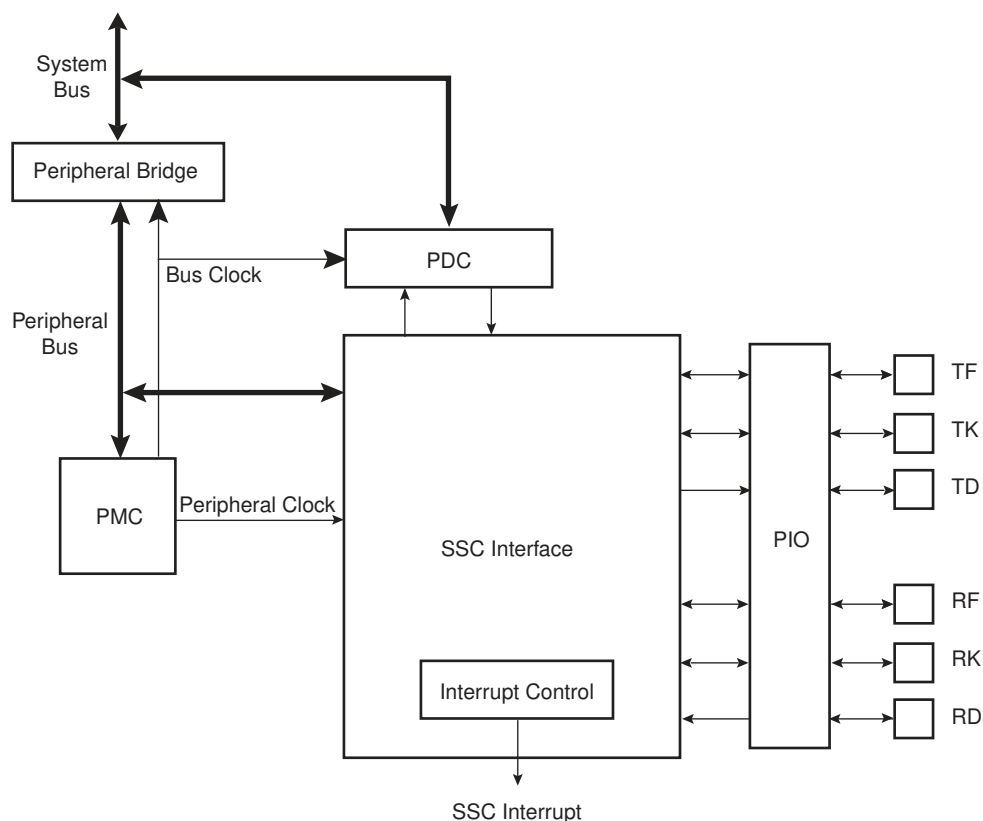 System
Bus
Peripheral Bridge
PDC
Bus Clock
Peripheral
Bus
TF
TK
TD
PMC
Peripheral Clock
SSC Interface
PIO
RF
RK
RD
Interrupt Control
SSC Interrupt